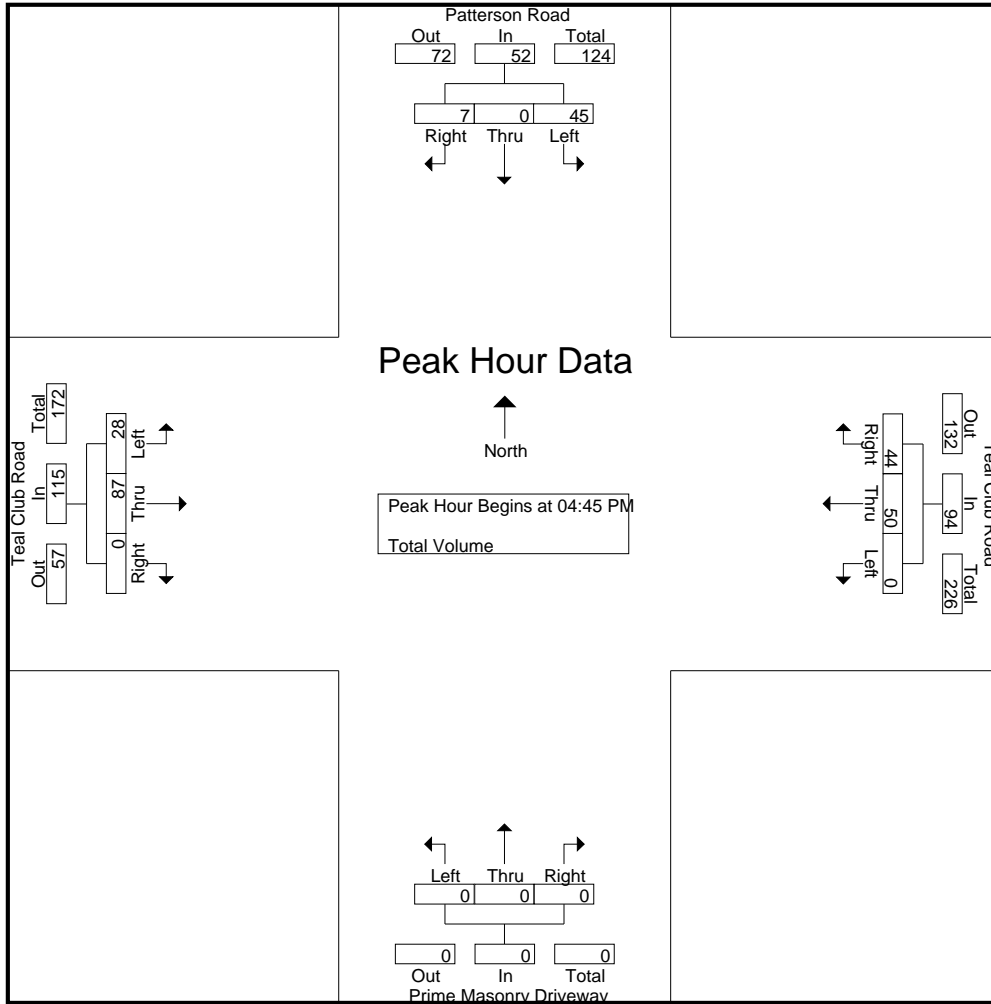 Patterson Road
Out In Total
72 52 124
7 0 45
Right Thru Left
Peak Hour Data
North
Peak Hour Begins at 04:45 PM
Total Volume
Teal Club Road
Total In Out
172 115 57
28 87 0
Left Thru Right
Teal Club Road
Out In Total
132 94 226
44 50 0
Right Thru Left
Left Thru Right
0 0 0
0 0 0
Out In Total
Prime Masonry Driveway